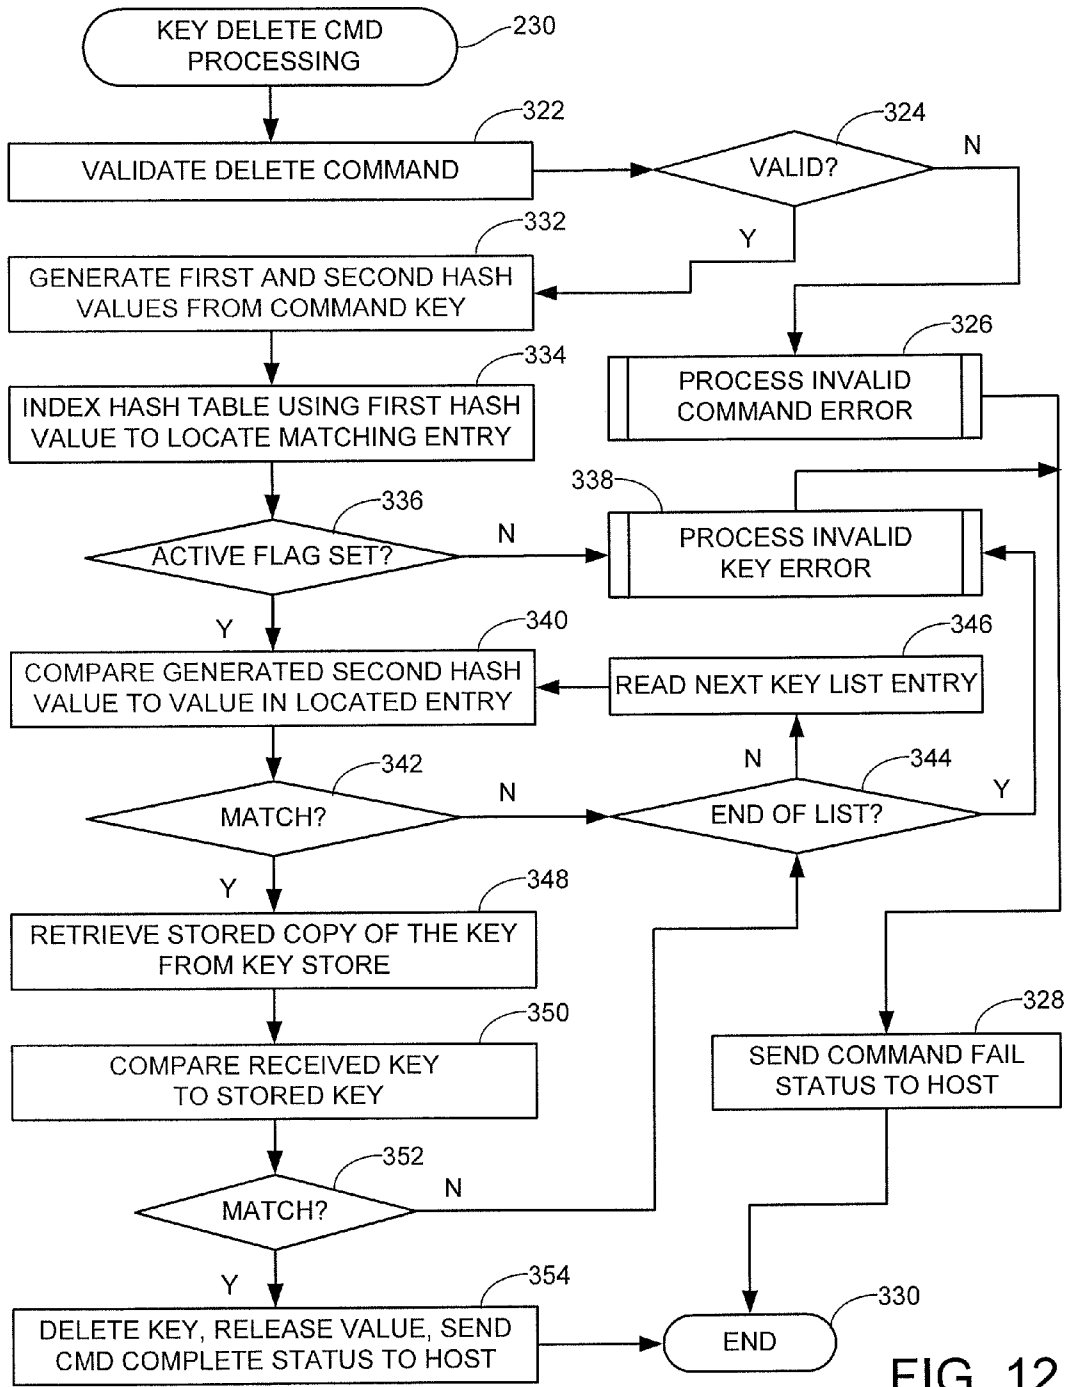 KEY DELETE CMD
PROCESSING
230
322
VALIDATE DELETE COMMAND
324
VALID?
N
Y
332
GENERATE FIRST AND SECOND HASH
VALUES FROM COMMAND KEY
326
PROCESS INVALID
COMMAND ERROR
334
INDEX HASH TABLE USING FIRST HASH
VALUE TO LOCATE MATCHING ENTRY
336
ACTIVE FLAG SET?
N
338
PROCESS INVALID
KEY ERROR
Y
340
COMPARE GENERATED SECOND HASH
VALUE TO VALUE IN LOCATED ENTRY
346
READ NEXT KEY LIST ENTRY
342
MATCH?
N
N
344
END OF LIST?
Y
Y
348
RETRIEVE STORED COPY OF THE KEY
FROM KEY STORE
350
COMPARE RECEIVED KEY
TO STORED KEY
328
SEND COMMAND FAIL
STATUS TO HOST
352
MATCH?
N
Y
354
DELETE KEY, RELEASE VALUE, SEND
CMD COMPLETE STATUS TO HOST
330
END
FIG. 12